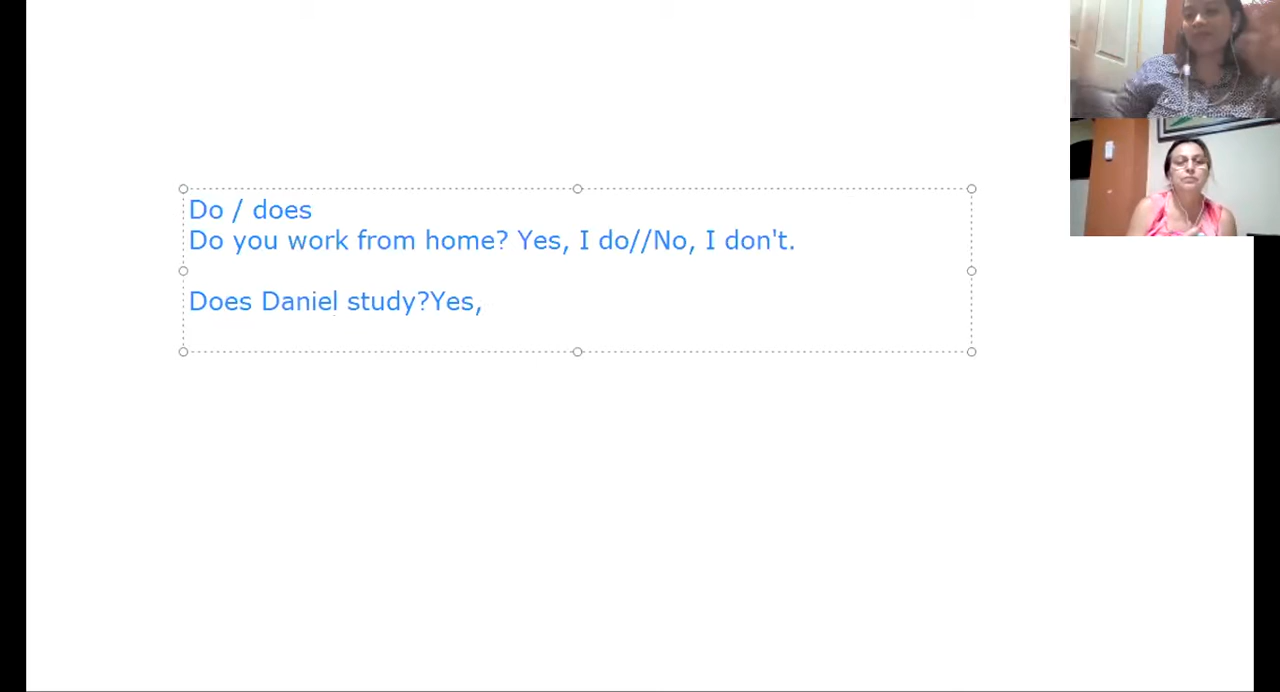 Do / does
Do you work from home? Yes, I do//No, I don't.
Does Daniel study?Yes,